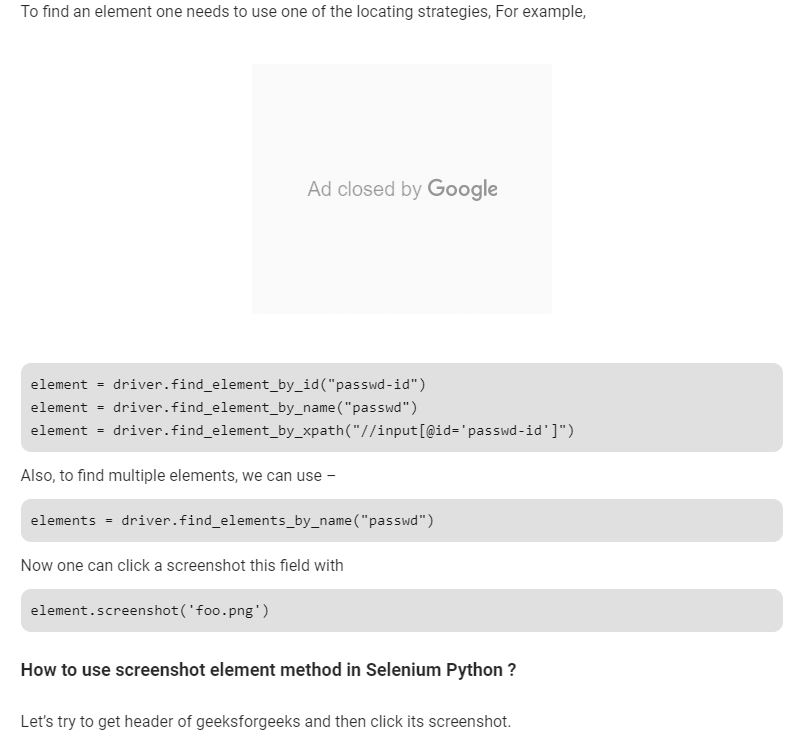 To find an element one needs to use one of the locating strategies, For example,
Ad closed by Google
element = driver.find_element_by_id("passwd-id")
element = driver.find_element_by_name("passwd")
element = driver.find_element_by_xpath("//input[@id='passwd-id']")
Also, to find multiple elements, we can use –
elements = driver.find_elements_by_name("passwd")
Now one can click a screenshot this field with
element.screenshot('foo.png')
How to use screenshot element method in Selenium Python ?
Let's try to get header of geeksforgeeks and then click its screenshot.